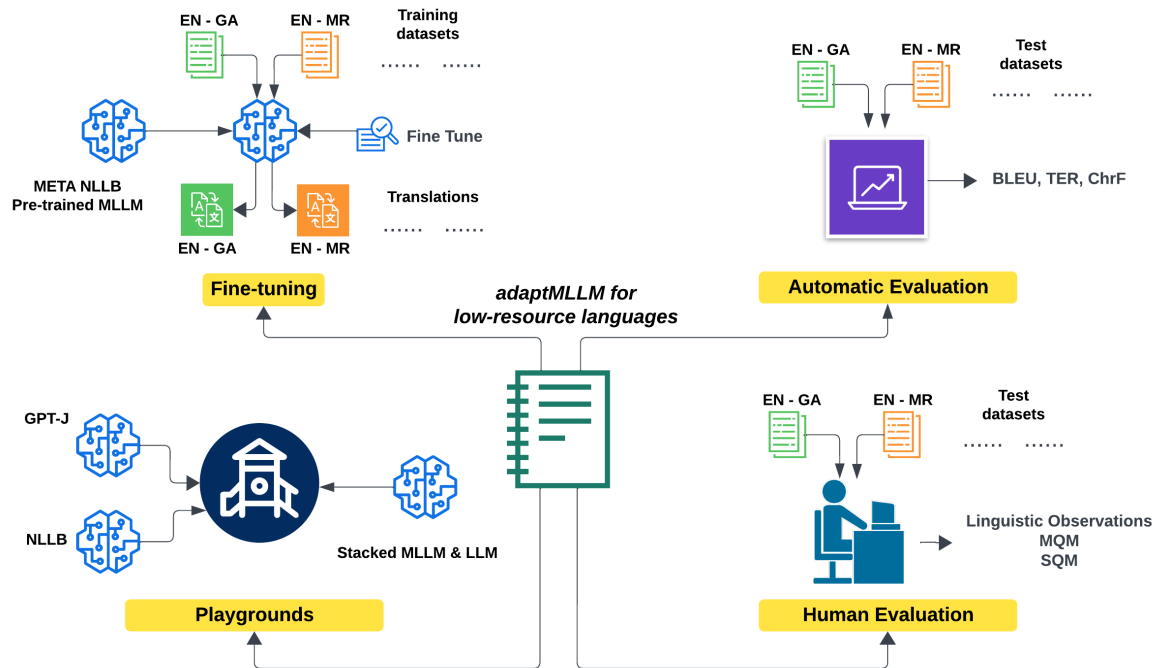 EN - GA
EN - MR
Training
datasets
...... ......
Fine Tune
META NLLB
Pre-trained MLLM
Translations
...... ......
EN - GA
EN - MR
Fine-tuning
EN - GA
EN - MR
Test
datasets
...... ......
BLEU, TER, ChrF
Automatic Evaluation
adaptMLLM for
low-resource languages
GPT-J
NLLB
Stacked MLLM & LLM
Playgrounds
EN - GA
EN - MR
Test
datasets
...... ......
Linguistic Observations
MQM
SQM
Human Evaluation